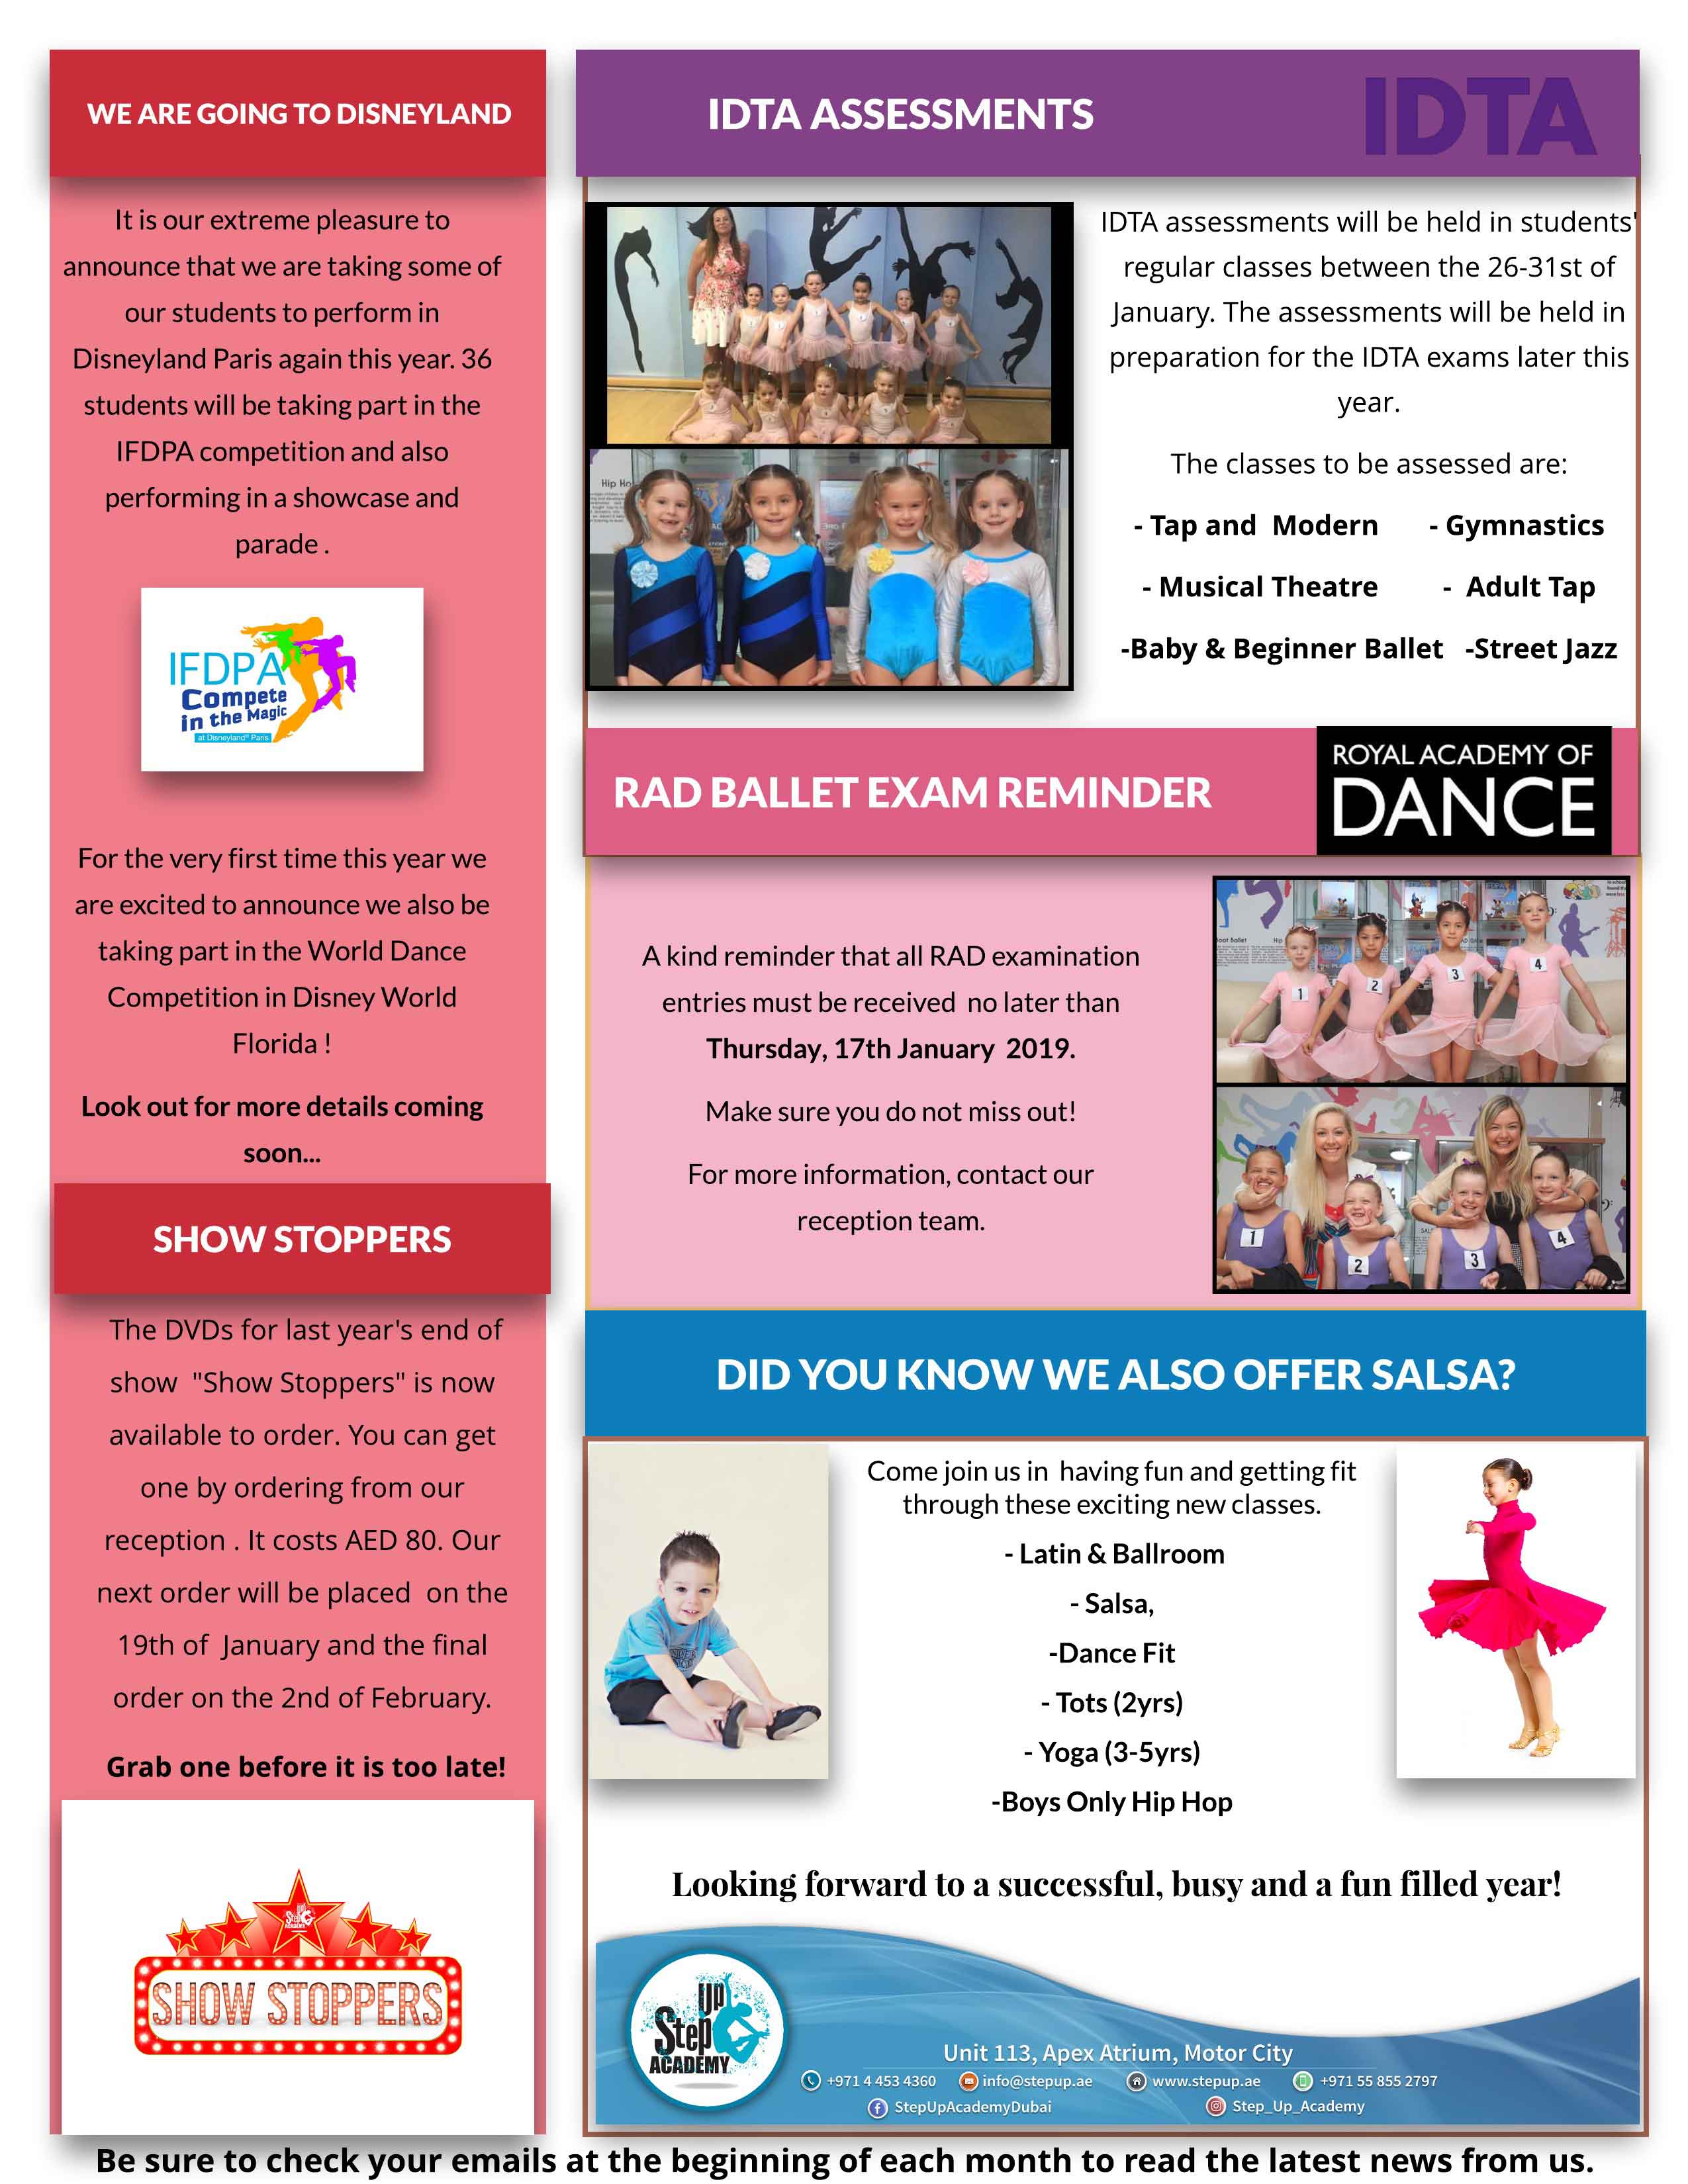 WE ARE GOING TO DISNEYLAND
It is our extreme pleasure to
announce that we are taking some of
our students to perform in
Disneyland Paris again this year. 36
students will be taking part in the
IFDPA competition and also
performing in a showcase and
parade .
IFDPA
Compete
in the Magic
at Disneyland® Paris
For the very first time this year we
are excited to announce we also be
taking part in the World Dance
Competition in Disney World
Florida !
Look out for more details coming
soon...
SHOW STOPPERS
The DVDs for last year's end of
show "Show Stoppers" is now
available to order. You can get
one by ordering from our
reception . It costs AED 80. Our
next order will be placed on the
19th of January and the final
order on the 2nd of February.
Grab one before it is too late!
Step Up
ACADEMY
SHOW STOPPERS
IDTA ASSESSMENTS
IDTA
IDTA assessments will be held in students'
regular classes between the 26-31st of
January. The assessments will be held in
preparation for the IDTA exams later this
year.
The classes to be assessed are:
- Tap and Modern - Gymnastics
- Musical Theatre - Adult Tap
-Baby & Beginner Ballet -Street Jazz
Hip Ho
RAD BALLET EXAM REMINDER
ROYAL ACADEMY OF
DANCE
A kind reminder that all RAD examination
entries must be received no later than
Thursday, 17th January 2019.
Make sure you do not miss out!
For more information, contact our
reception team.
1 2 3 4
1 2 3 4
DID YOU KNOW WE ALSO OFFER SALSA?
Come join us in having fun and getting fit
through these exciting new classes.
- Latin & Ballroom
- Salsa,
-Dance Fit
- Tots (2yrs)
- Yoga (3-5yrs)
-Boys Only Hip Hop
Looking forward to a successful, busy and a fun filled year!
Step Up
ACADEMY
Unit 113, Apex Atrium, Motor City
+971 4 453 4360 info@stepup.ae www.stepup.ae +971 55 855 2797
StepUpAcademyDubai Step_Up_Academy
Be sure to check your emails at the beginning of each month to read the latest news from us.